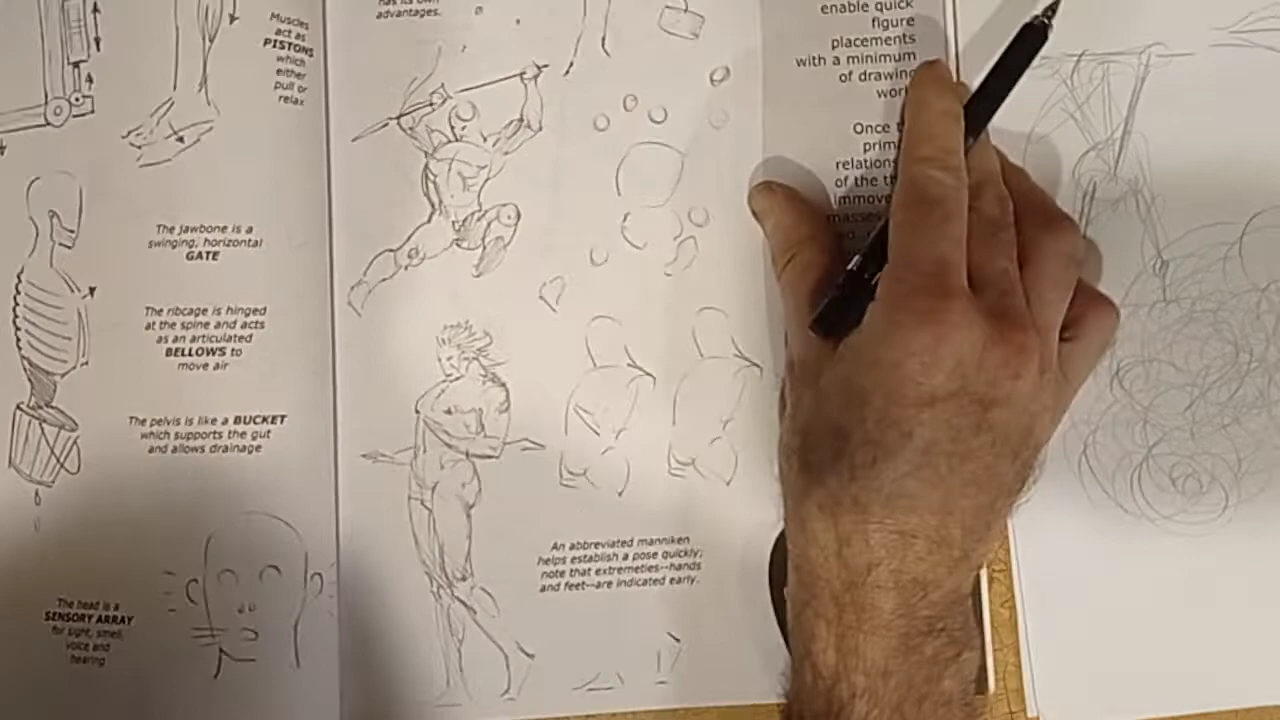 Muscles
act as
PISTONS
which
either
pull or
relax
The jawbone is a
swinging, horizontal
GATE
The ribcage is hinged
at the spine and acts
as an articulated
BELLOWS to
move air
The pelvis is like a BUCKET
which supports the gut
and allows drainage
The head is a
SENSORY ARRAY
for sight, smell,
voice and
hearing
has its own
advantages.
An abbreviated manniken
helps establish a pose quickly;
note that extremeties--hands
and feet--are indicated early.
enable quick
figure
placements
with a minimum
of drawing
Once
of the
masses